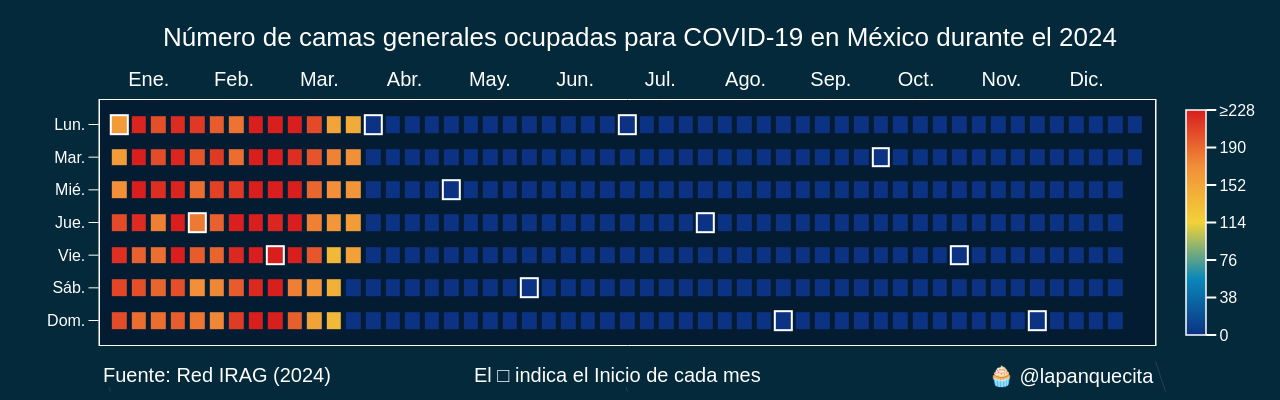 Número de camas generales ocupadas para COVID-19 en México durante el 2024
Ene. Feb. Mar. Abr. May. Jun. Jul. Ago. Sep. Oct. Nov. Dic.
Lun.
Mar.
Mié.
Jue.
Vie.
Sáb.
Dom.
≥228
190
152
114
76
38
0
Fuente: Red IRAG (2024)
El □ indica el Inicio de cada mes
🧁 @lapanquecita